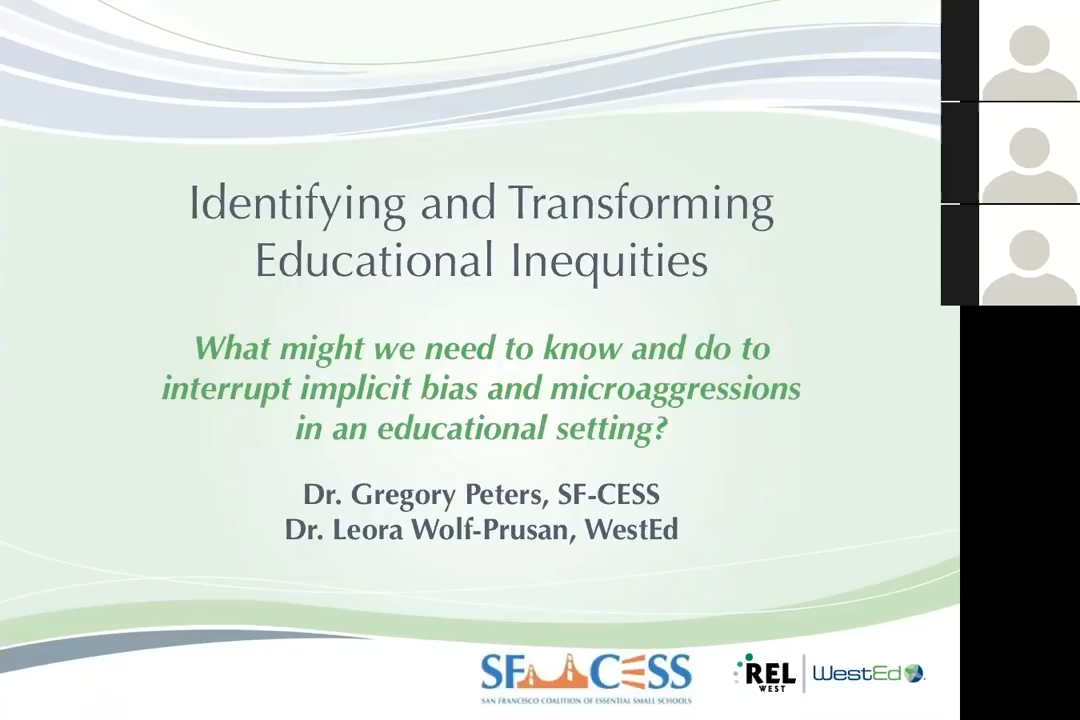 Identifying and Transforming
Educational Inequities
What might we need to know and do to
interrupt implicit bias and microaggressions
in an educational setting?
Dr. Gregory Peters, SF-CESS
Dr. Leora Wolf-Prusan, WestEd
SF CESS
SAN FRANCISCO COALITION OF ESSENTIAL SMALL SCHOOLS
REL
WEST
WestEd